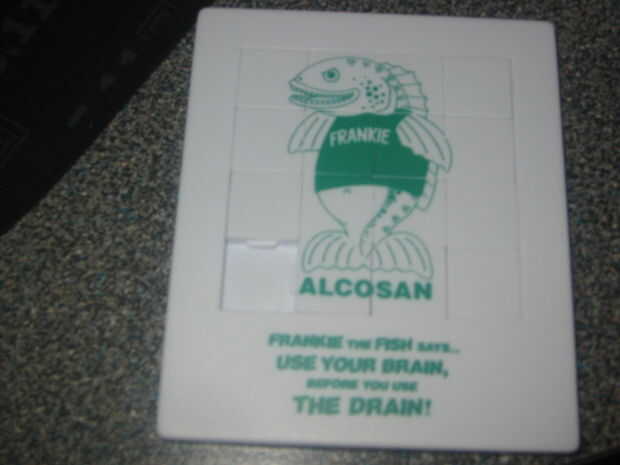 FRANKIE
ALCOSAN
FRANKIE THE FISH SAYS..
USE YOUR BRAIN,
BEFORE YOU USE
THE DRAIN!